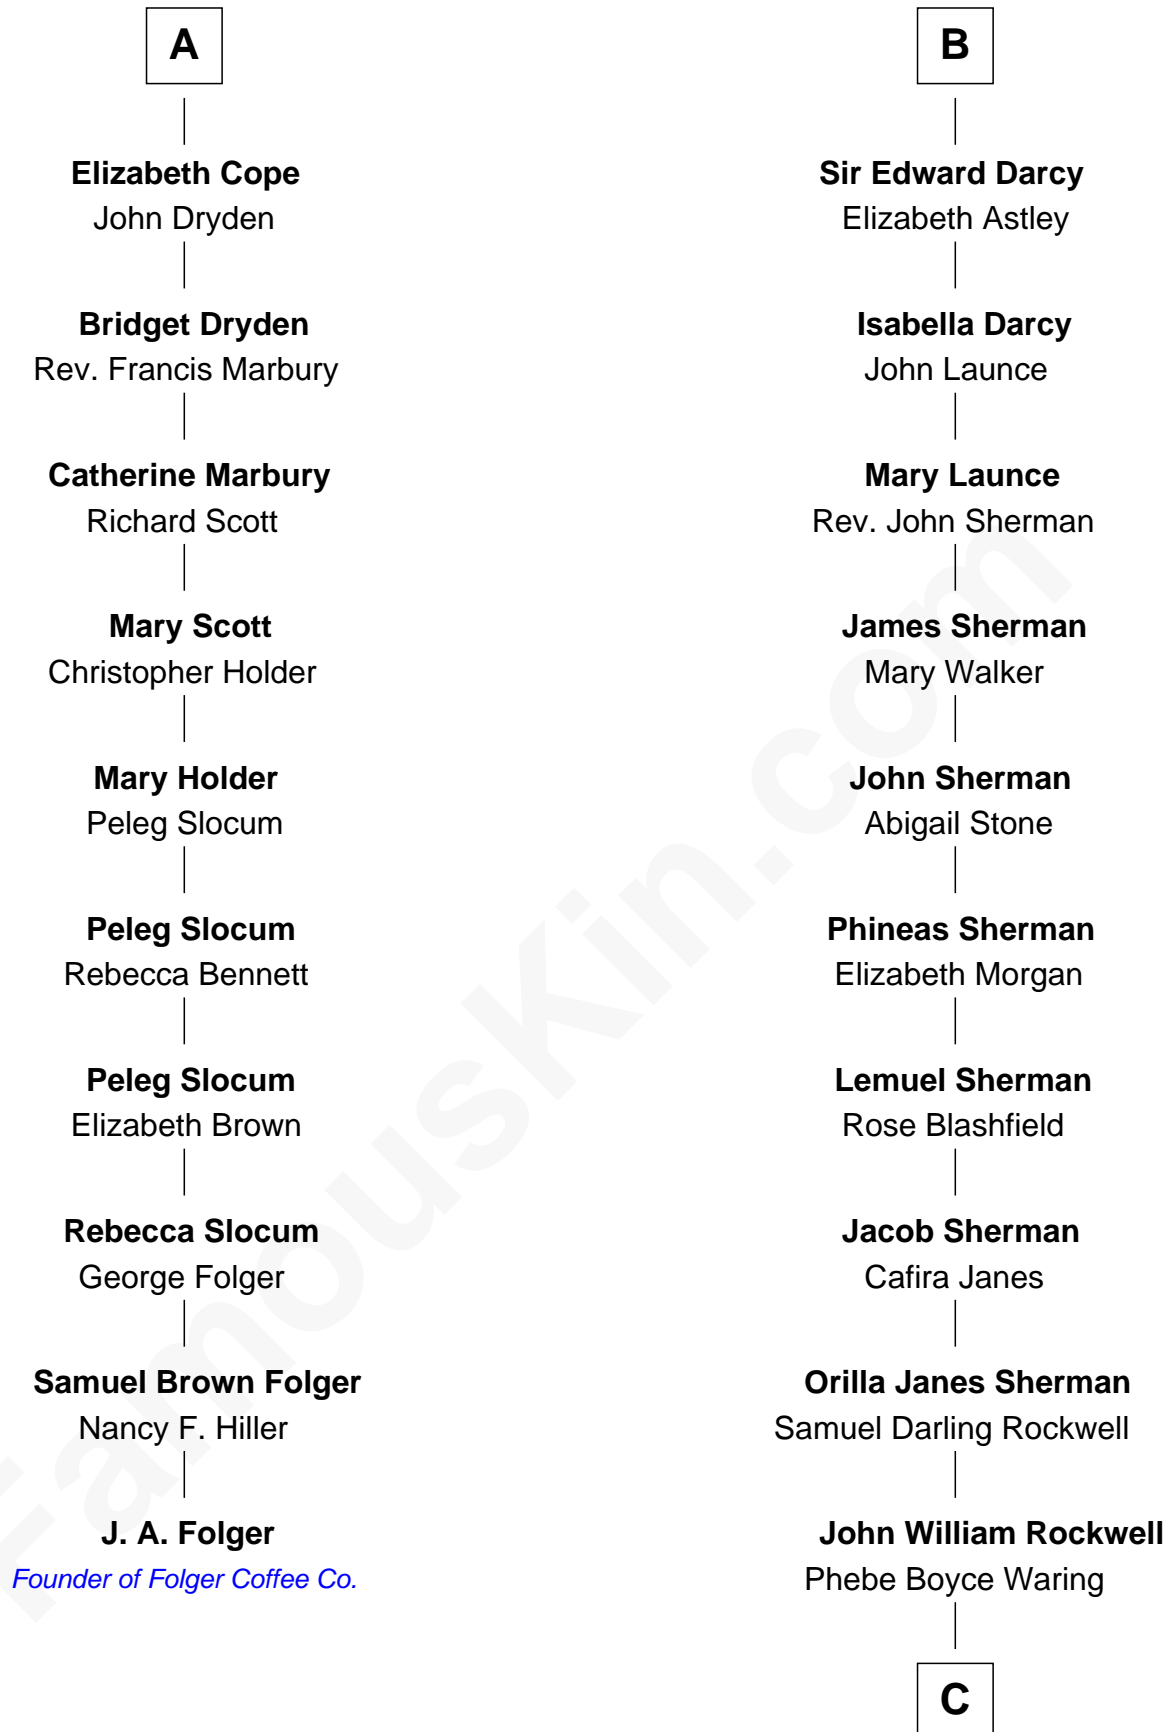 A
Elizabeth Cope
John Dryden
Bridget Dryden
Rev. Francis Marbury
Catherine Marbury
Richard Scott
Mary Scott
Christopher Holder
Mary Holder
Peleg Slocum
Peleg Slocum
Rebecca Bennett
Peleg Slocum
Elizabeth Brown
Rebecca Slocum
George Folger
Samuel Brown Folger
Nancy F. Hiller
J. A. Folger
Founder of Folger Coffee Co.
B
Sir Edward Darcy
Elizabeth Astley
Isabella Darcy
John Launce
Mary Launce
Rev. John Sherman
James Sherman
Mary Walker
John Sherman
Abigail Stone
Phineas Sherman
Elizabeth Morgan
Lemuel Sherman
Rose Blashfield
Jacob Sherman
Cafira Janes
Orilla Janes Sherman
Samuel Darling Rockwell
John William Rockwell
Phebe Boyce Waring
C
FamousKin.com